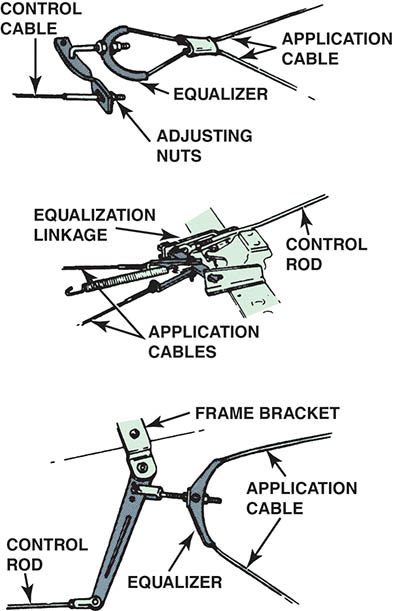 CONTROL
CABLE
APPLICATION
CABLE
EQUALIZER
ADJUSTING
NUTS
EQUALIZATION
LINKAGE
CONTROL
ROD
APPLICATION
CABLES
FRAME BRACKET
APPLICATION
CABLE
CONTROL
ROD
EQUALIZER